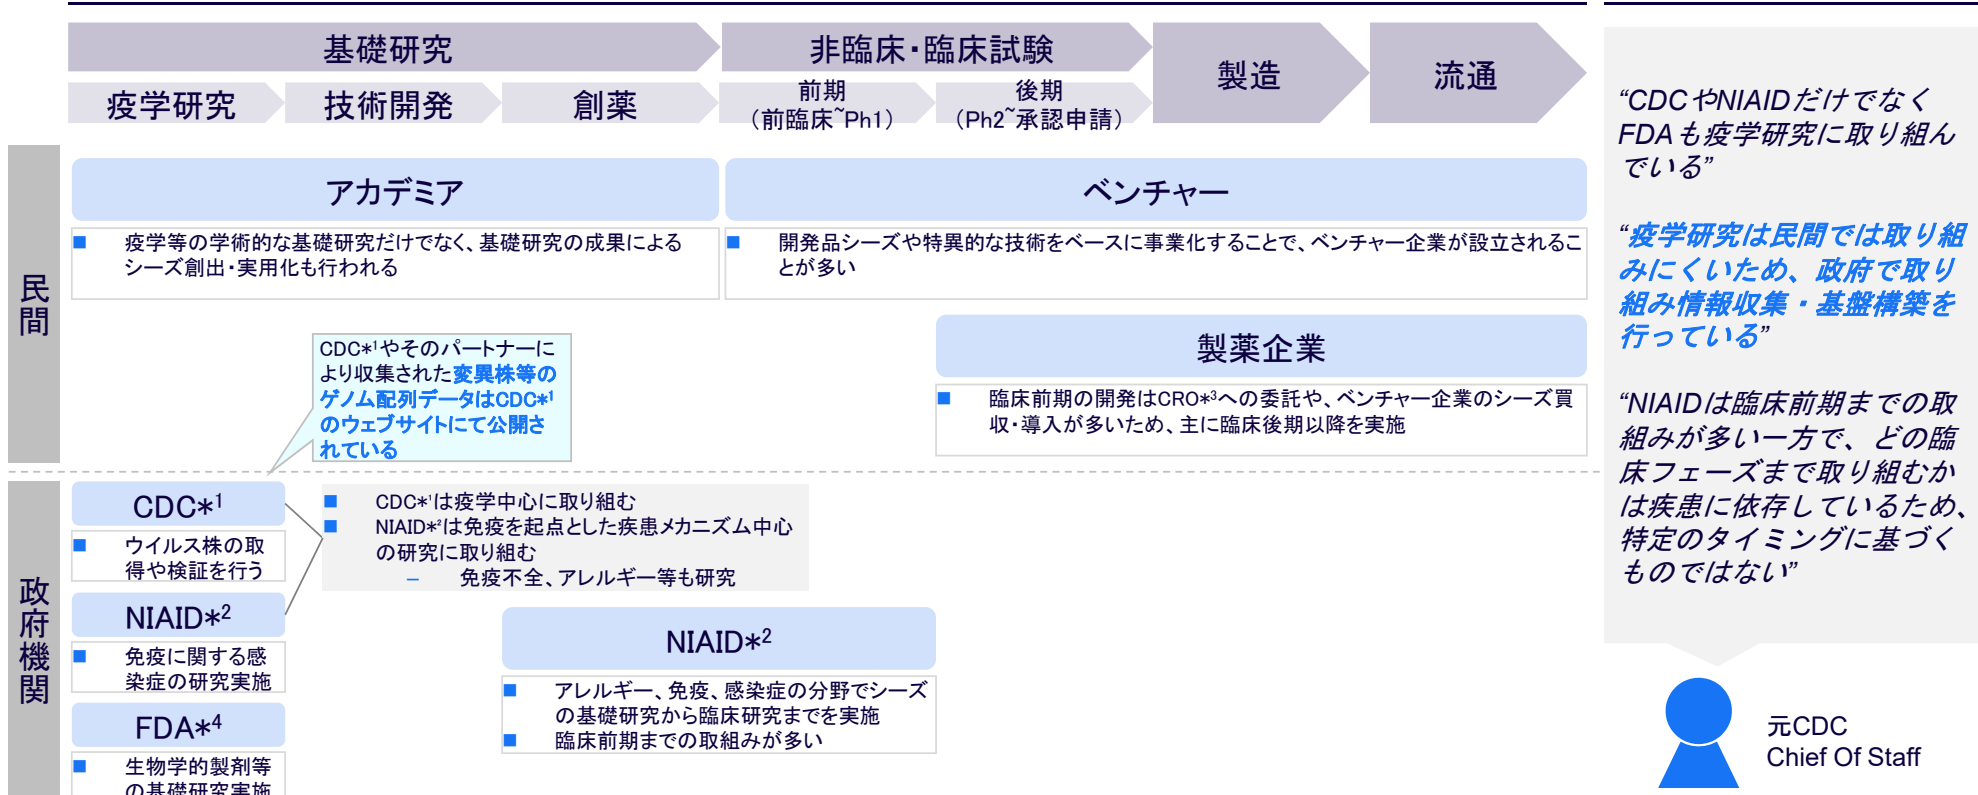 基礎研究
非臨床・臨床試験
製造
流通
疫学研究
技術開発
創薬
前期
（前臨床~Ph1）
後期
（Ph2~承認申請）
民間
アカデミア
疫学等の学術的な基礎研究だけでなく、基礎研究の成果による
シーズ創出・実用化も行われる
ベンチャー
開発品シーズや特異的な技術をベースに事業化することで、ベンチャー企業が設立されるこ
とが多い
CDC*1やそのパートナーに
より収集された変異株等の
ゲノム配列データはCDC*1
のウェブサイトにて公開さ
れている
製薬企業
臨床前期の開発はCRO*3への委託や、ベンチャー企業のシーズ買
収・導入が多いため、主に臨床後期以降を実施
政府機関
CDC*1
ウイルス株の取
得や検証を行う
NIAID*2
免疫に関する感
染症の研究実施
FDA*4
生物学的製剤等
の基礎研究実施
CDC*1は疫学中心に取り組む
NIAID*2は免疫を起点とした疾患メカニズム中心
の研究に取り組む
– 免疫不全、アレルギー等も研究
NIAID*2
アレルギー、免疫、感染症の分野でシーズ
の基礎研究から臨床研究までを実施
臨床前期までの取組みが多い
“CDCやNIAIDだけでなく
FDAも疫学研究に取り組ん
でいる”
“疫学研究は民間では取り組
みにくいため、政府で取り
組み情報収集・基盤構築を
行っている”
“NIAIDは臨床前期までの取
組みが多い一方で、どの臨
床フェーズまで取り組むか
は疾患に依存しているため、
特定のタイミングに基づく
ものではない”
元CDC
Chief Of Staff